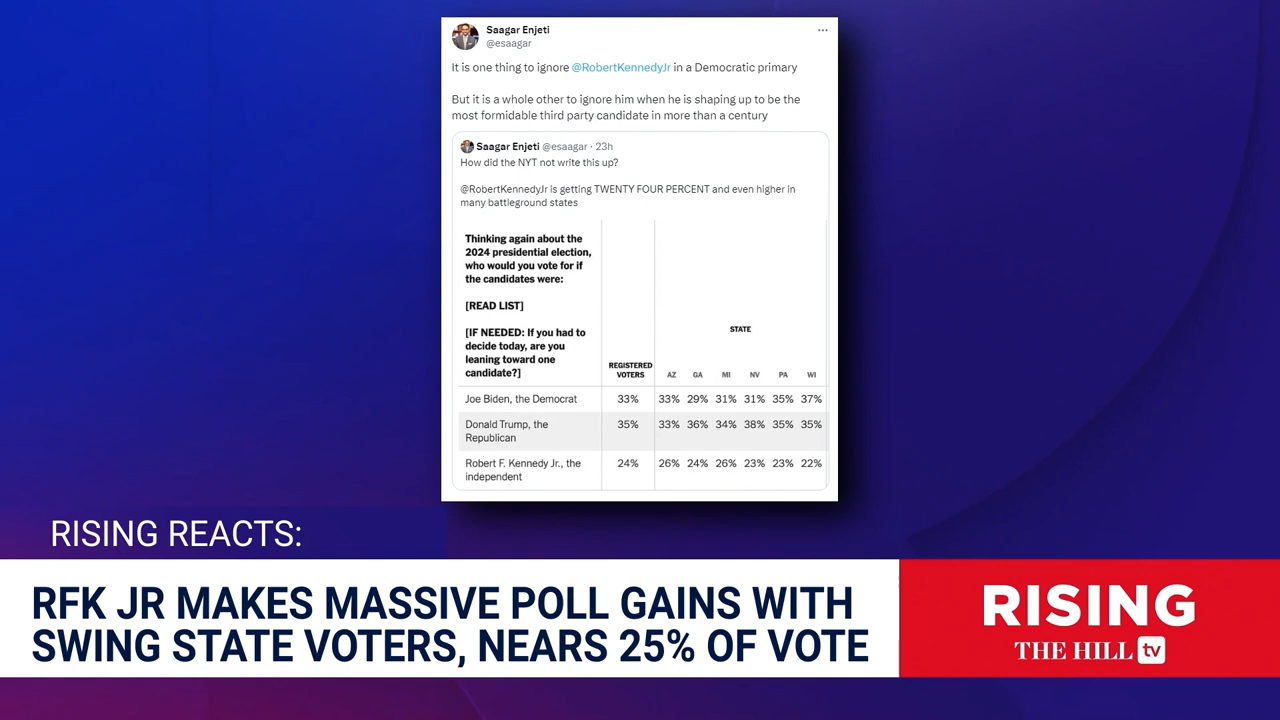 Saagar Enjeti
@esaagar
It is one thing to ignore @RobertKennedyJr in a Democratic primary
But it is a whole other to ignore him when he is shaping up to be the
most formidable third party candidate in more than a century
Saagar Enjeti @esaagar · 23h
How did the NYT not write this up?
@RobertKennedyJr is getting TWENTY FOUR PERCENT and even higher in
many battleground states
Thinking again about the
2024 presidential election,
who would you vote for if
the candidates were:
[READ LIST]
[IF NEEDED: If you had to
decide today, are you
leaning toward one
candidate?]
REGISTERED
VOTERS
STATE
AZ GA MI NV PA WI
Joe Biden, the Democrat 33% 33% 29% 31% 31% 35% 37%
Donald Trump, the
Republican 35% 33% 36% 34% 38% 35% 35%
Robert F. Kennedy Jr., the
independent 24% 26% 24% 26% 23% 23% 22%
RISING REACTS:
RFK JR MAKES MASSIVE POLL GAINS WITH
SWING STATE VOTERS, NEARS 25% OF VOTE
RISING
THE HILL tv